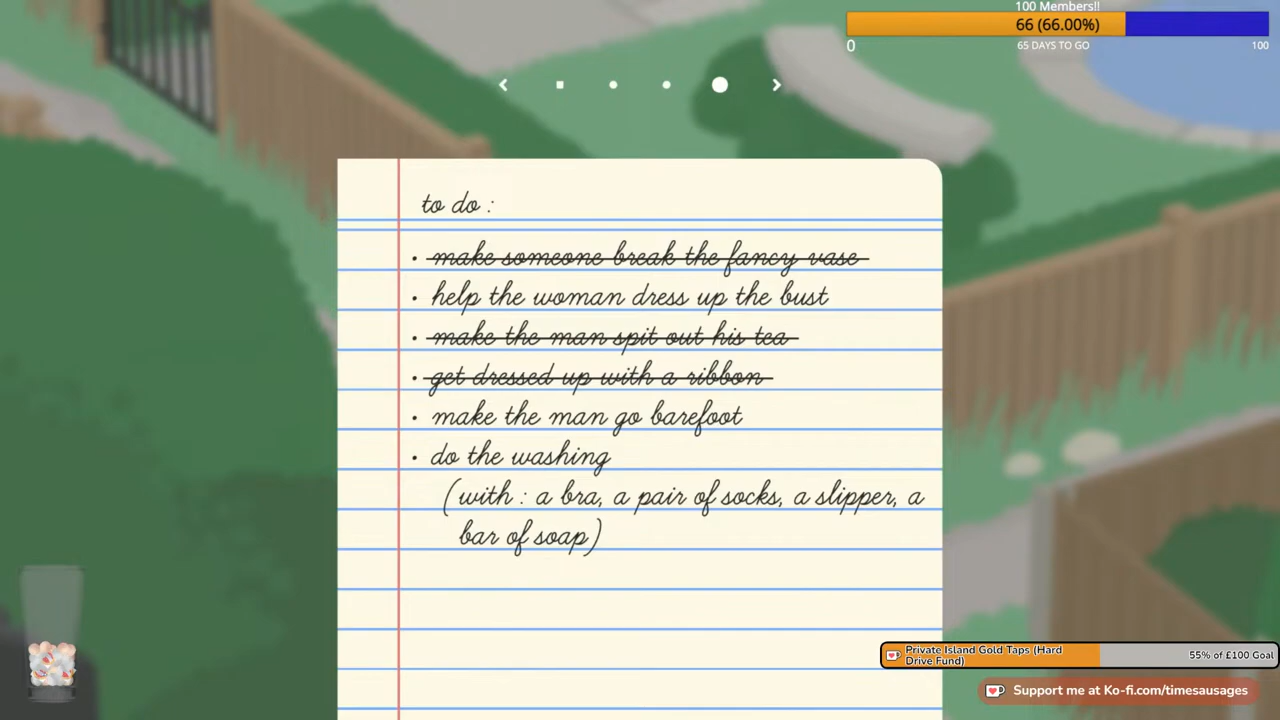 100 Members!!
66 (66.00%)
0
65 DAYS TO GO
100
to do :
• make someone break the fancy vase
• help the woman dress up the bust
• make the man spit out his tea
• get dressed up with a ribbon
• make the man go barefoot
• do the washing
(with : a bra, a pair of socks, a slipper, a
bar of soap)
Private Island Gold Taps (Hard
Drive Fund)
55% of £100 Goal
Support me at Ko-fi.com/timesausages